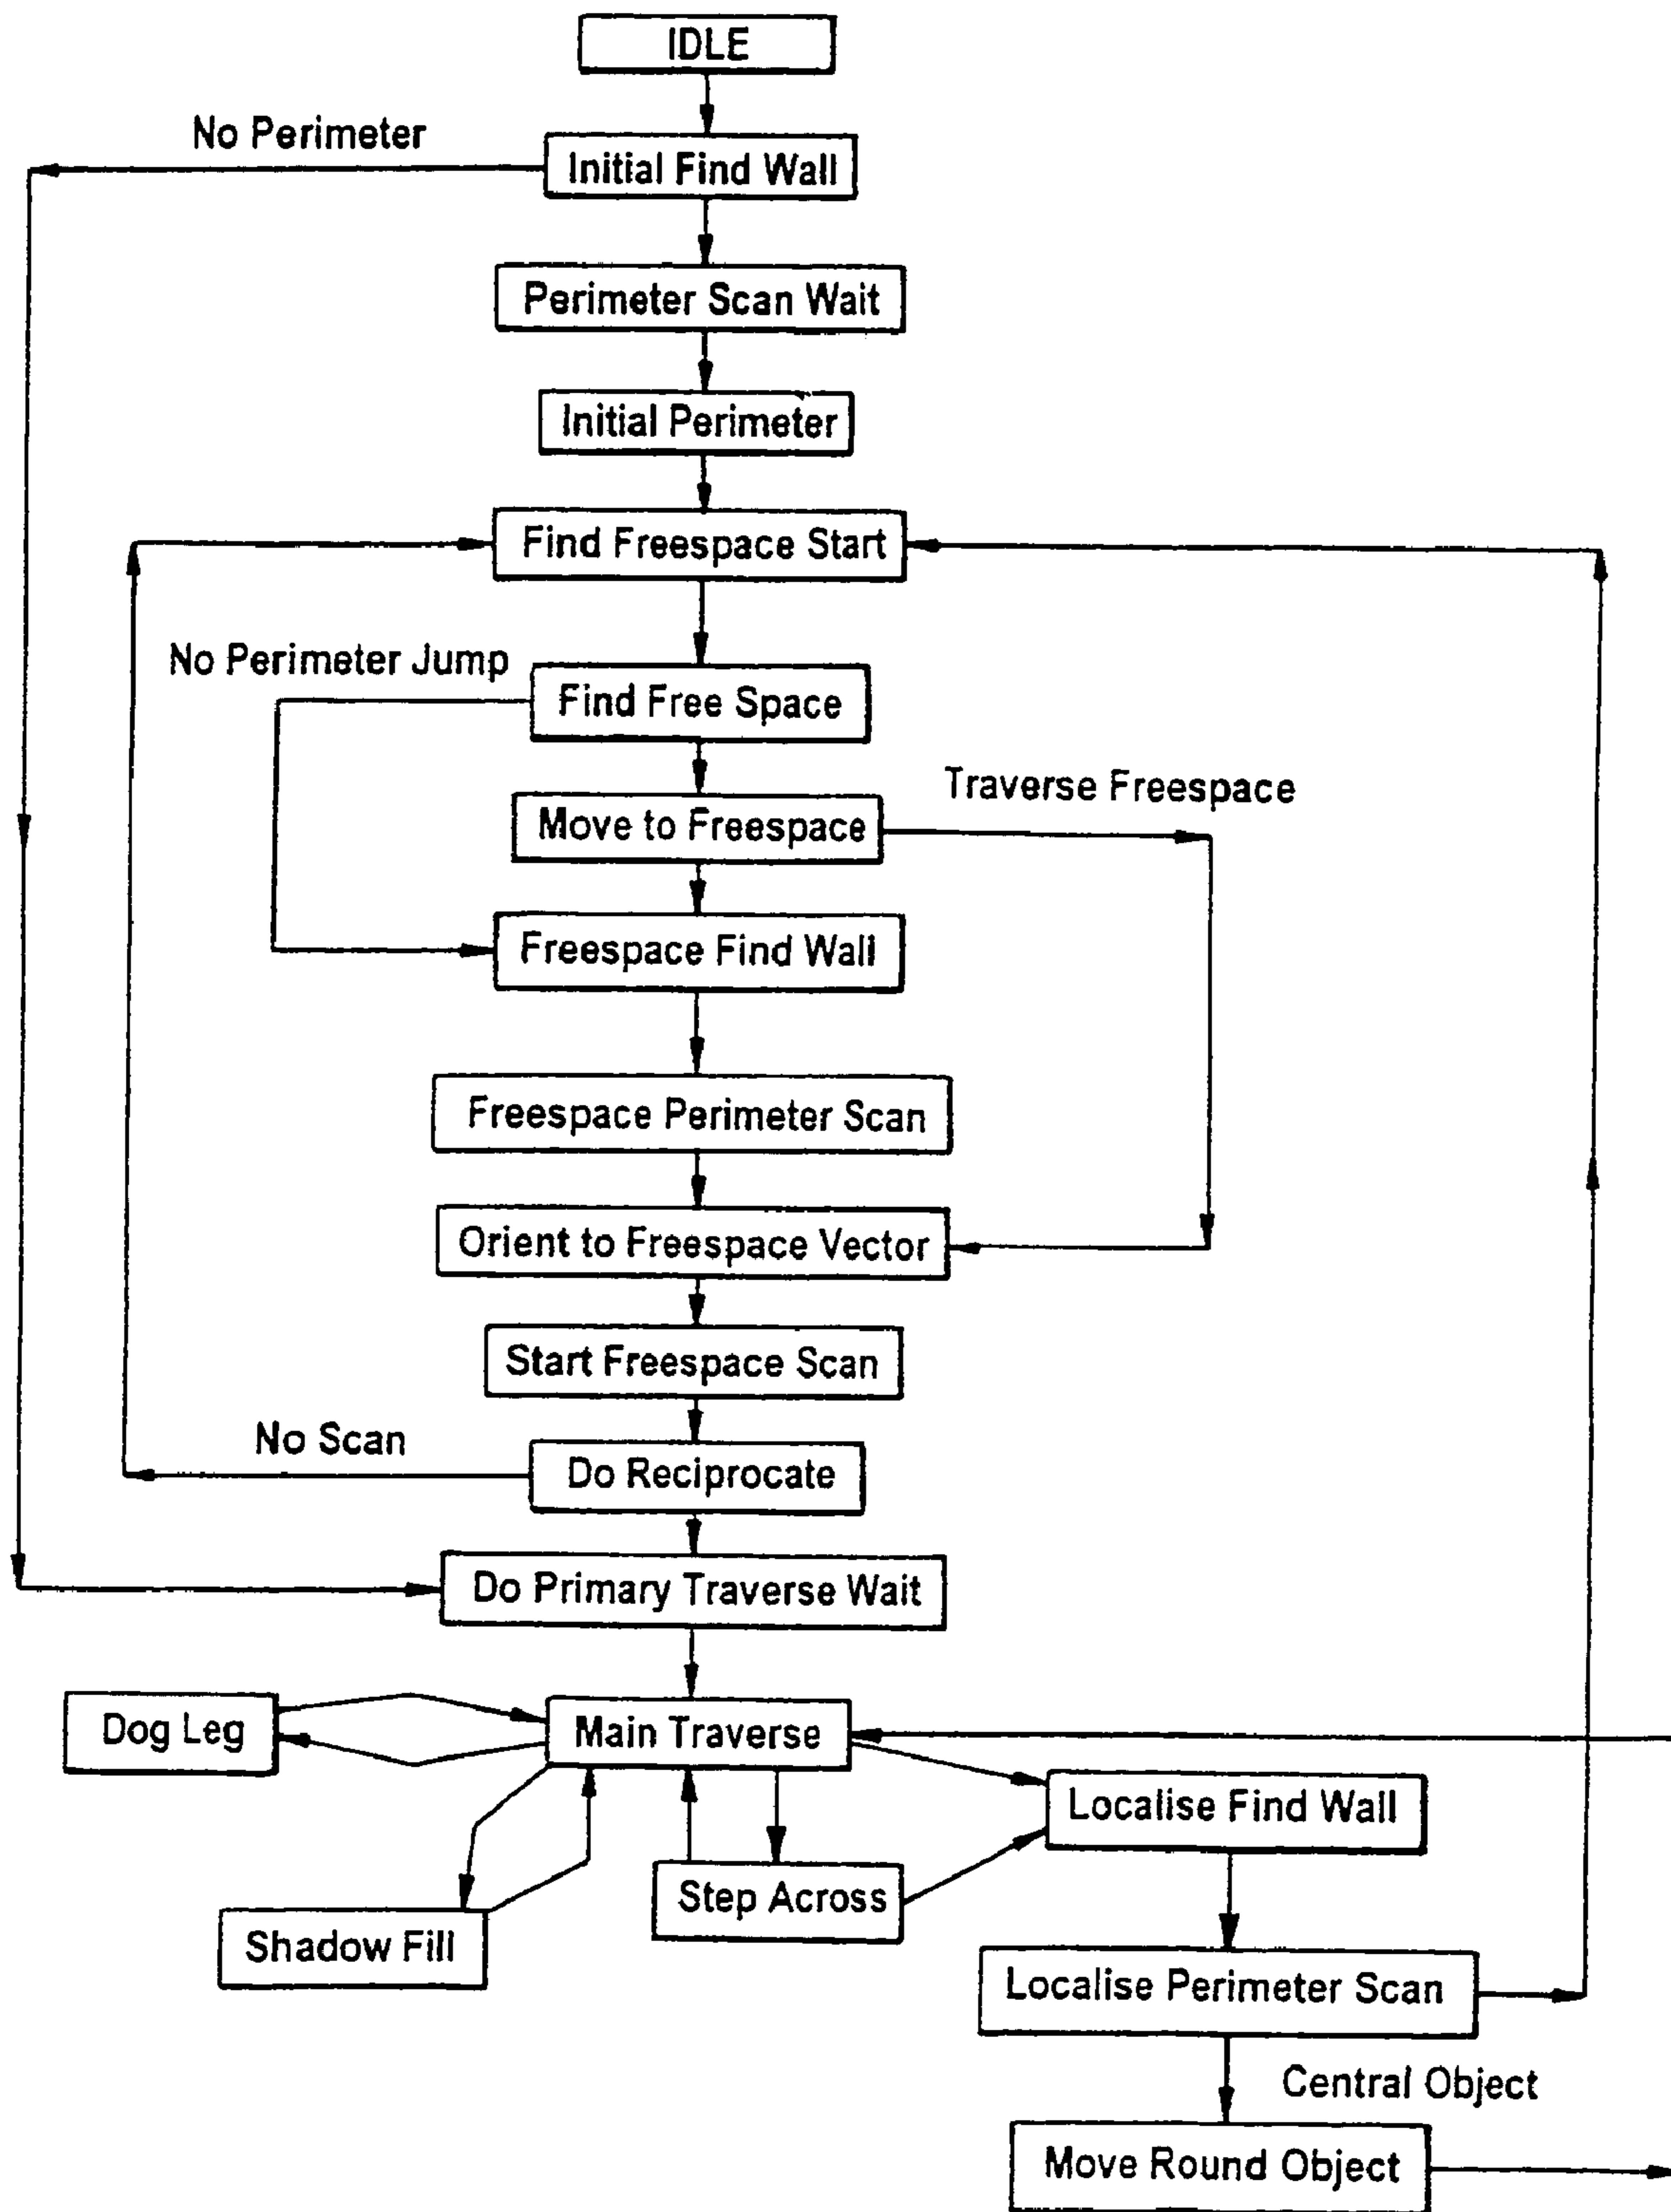 IDLE
No Perimeter
Initial Find Wall
Perimeter Scan Wait
Initial Perimeter
Find Freespace Start
No Perimeter Jump
Find Free Space
Traverse Freespace
Move to Freespace
Freespace Find Wall
Freespace Perimeter Scan
Orient to Freespace Vector
Start Freespace Scan
No Scan
Do Reciprocate
Do Primary Traverse Wait
Dog Leg
Main Traverse
Localise Find Wall
Step Across
Shadow Fill
Localise Perimeter Scan
Central Object
Move Round Object